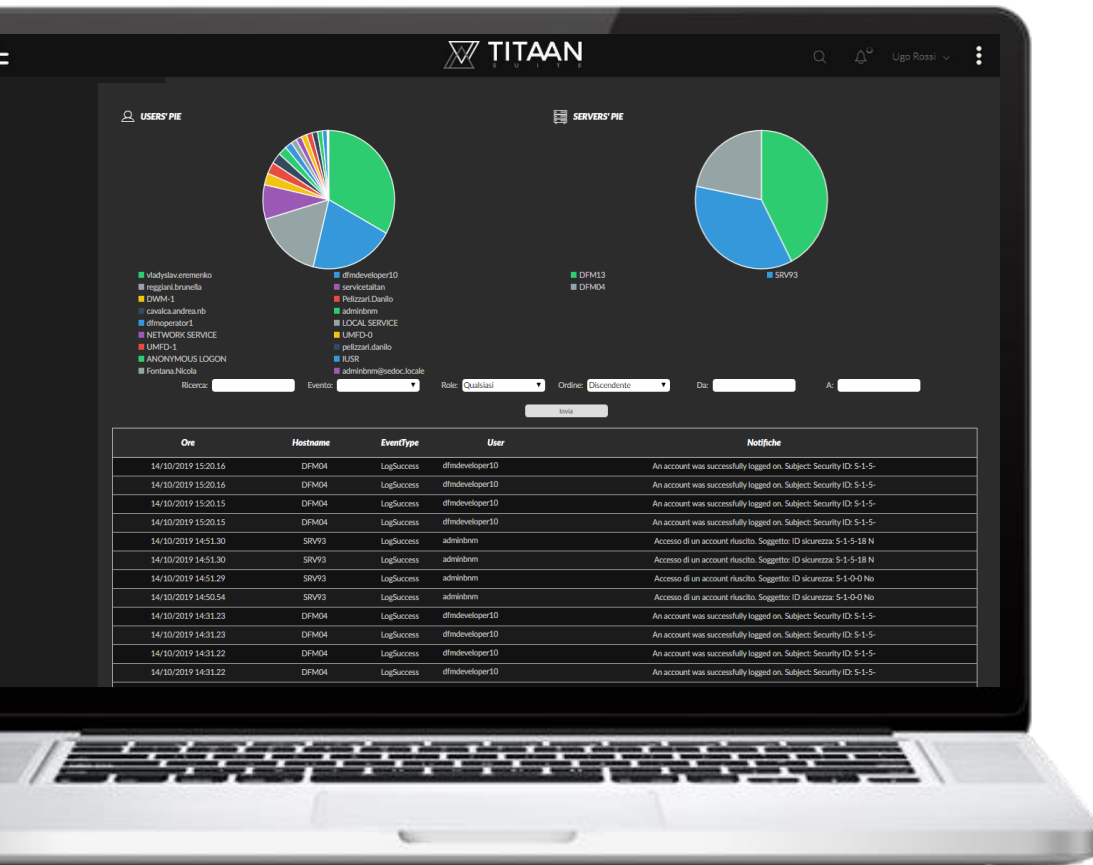 TITAAN
SUITE
Ugo Rossi
USERS' PIE
SERVERS' PIE
vladyslav.eremenko
dfmdeveloper10
reggiani.brunella
servicetaitan
DWM-1
Pelizzari.Danilo
cavalca.andrea.nb
adminbnm
dfmoperator1
LOCAL SERVICE
NETWORK SERVICE
UMFD-0
UMFD-1
pelizzari.danilo
ANONYMOUS LOGON
IUSR
Fontana.Nicola
adminbnm@sedoc.locale
DFM13
SRV93
DFM04
Ricerca: Evento: Role: Qualsiasi Ordine: Discendente Da: A:
Invia
Ore Hostname EventType User Notifiche
14/10/2019 15:20.16 DFM04 LogSuccess dfmdeveloper10 An account was successfully logged on. Subject: Security ID: S-1-5-
14/10/2019 15:20.16 DFM04 LogSuccess dfmdeveloper10 An account was successfully logged on. Subject: Security ID: S-1-5-
14/10/2019 15:20.15 DFM04 LogSuccess dfmdeveloper10 An account was successfully logged on. Subject: Security ID: S-1-5-
14/10/2019 15:20.15 DFM04 LogSuccess dfmdeveloper10 An account was successfully logged on. Subject: Security ID: S-1-5-
14/10/2019 14:51.30 SRV93 LogSuccess adminbnm Accesso di un account riuscito. Soggetto: ID sicurezza: S-1-5-18 N
14/10/2019 14:51.30 SRV93 LogSuccess adminbnm Accesso di un account riuscito. Soggetto: ID sicurezza: S-1-5-18 N
14/10/2019 14:51.29 SRV93 LogSuccess adminbnm Accesso di un account riuscito. Soggetto: ID sicurezza: S-1-0-0 No
14/10/2019 14:50.54 SRV93 LogSuccess adminbnm Accesso di un account riuscito. Soggetto: ID sicurezza: S-1-0-0 No
14/10/2019 14:31.23 DFM04 LogSuccess dfmdeveloper10 An account was successfully logged on. Subject: Security ID: S-1-5-
14/10/2019 14:31.23 DFM04 LogSuccess dfmdeveloper10 An account was successfully logged on. Subject: Security ID: S-1-5-
14/10/2019 14:31.22 DFM04 LogSuccess dfmdeveloper10 An account was successfully logged on. Subject: Security ID: S-1-5-
14/10/2019 14:31.22 DFM04 LogSuccess dfmdeveloper10 An account was successfully logged on. Subject: Security ID: S-1-5-